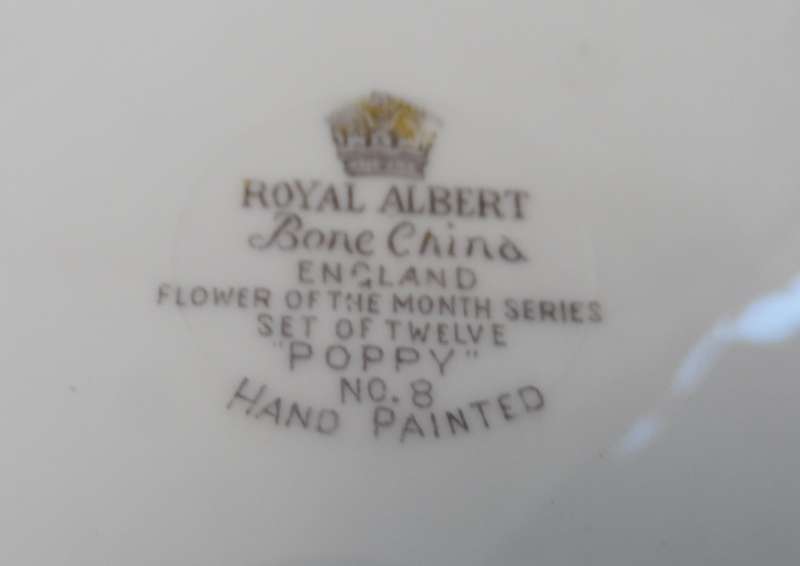 ROYAL ALBERT
Bone China
ENGLAND
FLOWER OF THE MONTH SERIES
SET OF TWELVE
"POPPY"
NO. 8
HAND PAINTED